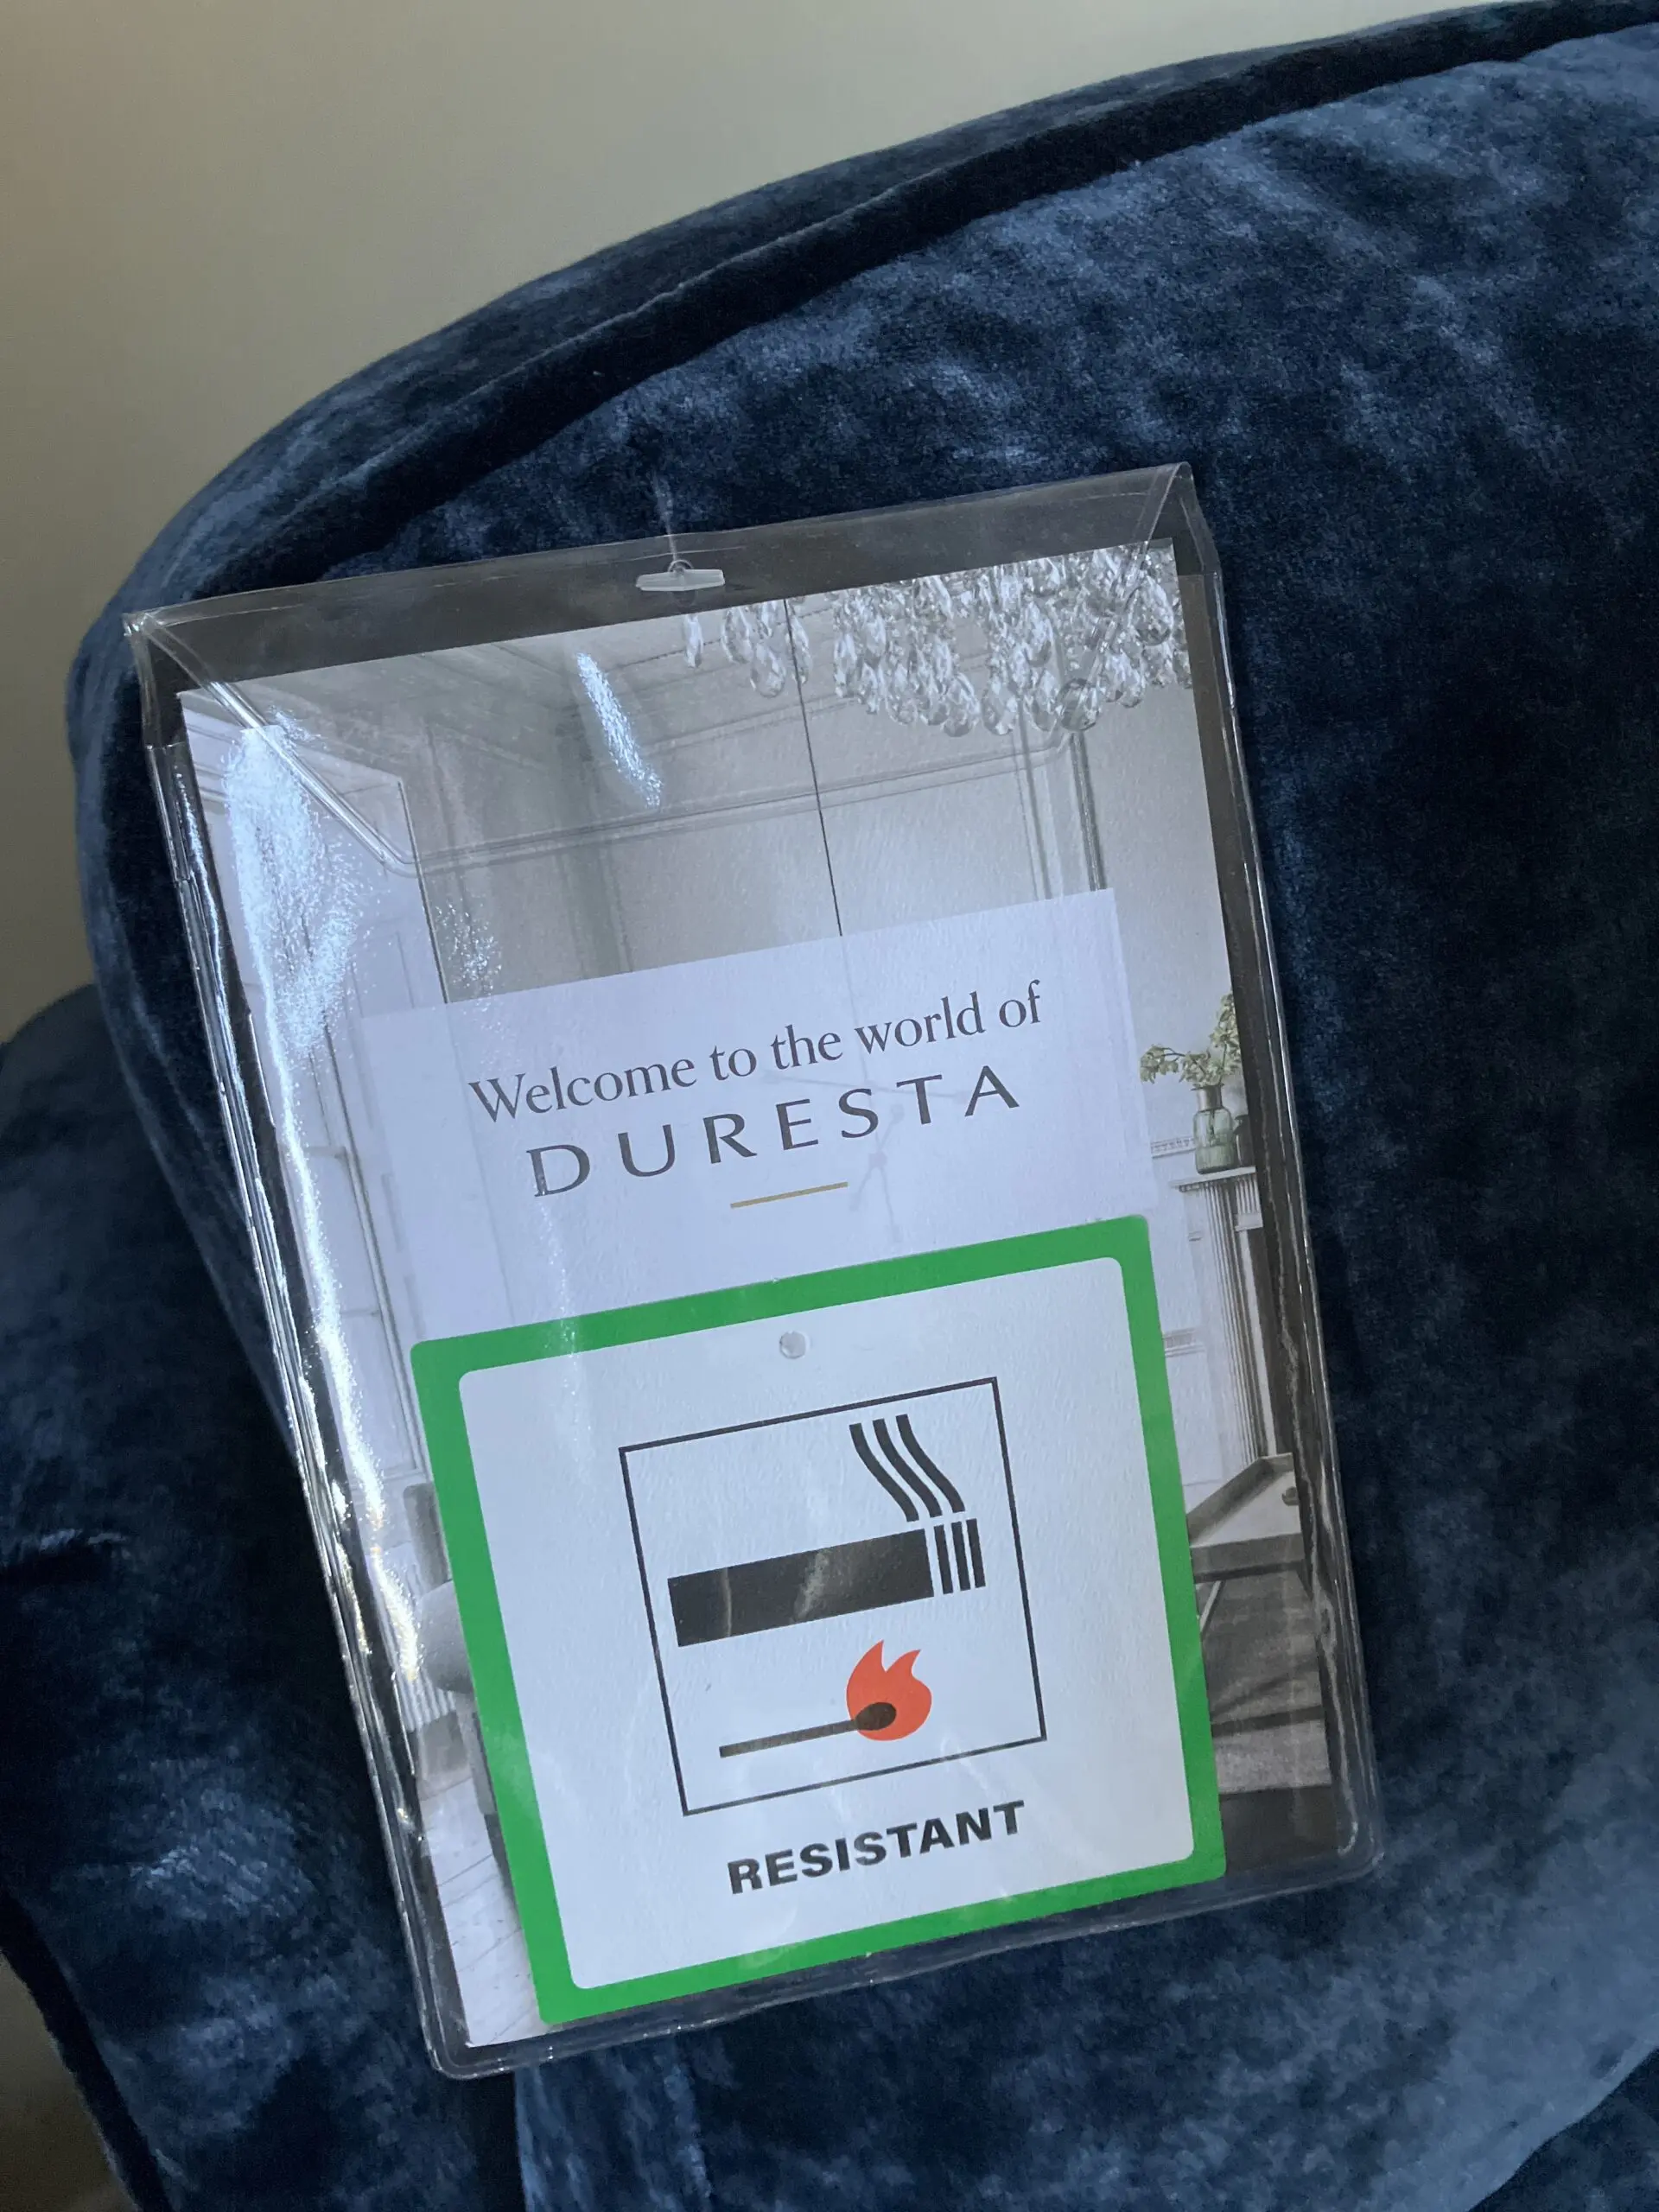 Welcome to the world of
DURESTA
RESISTANT